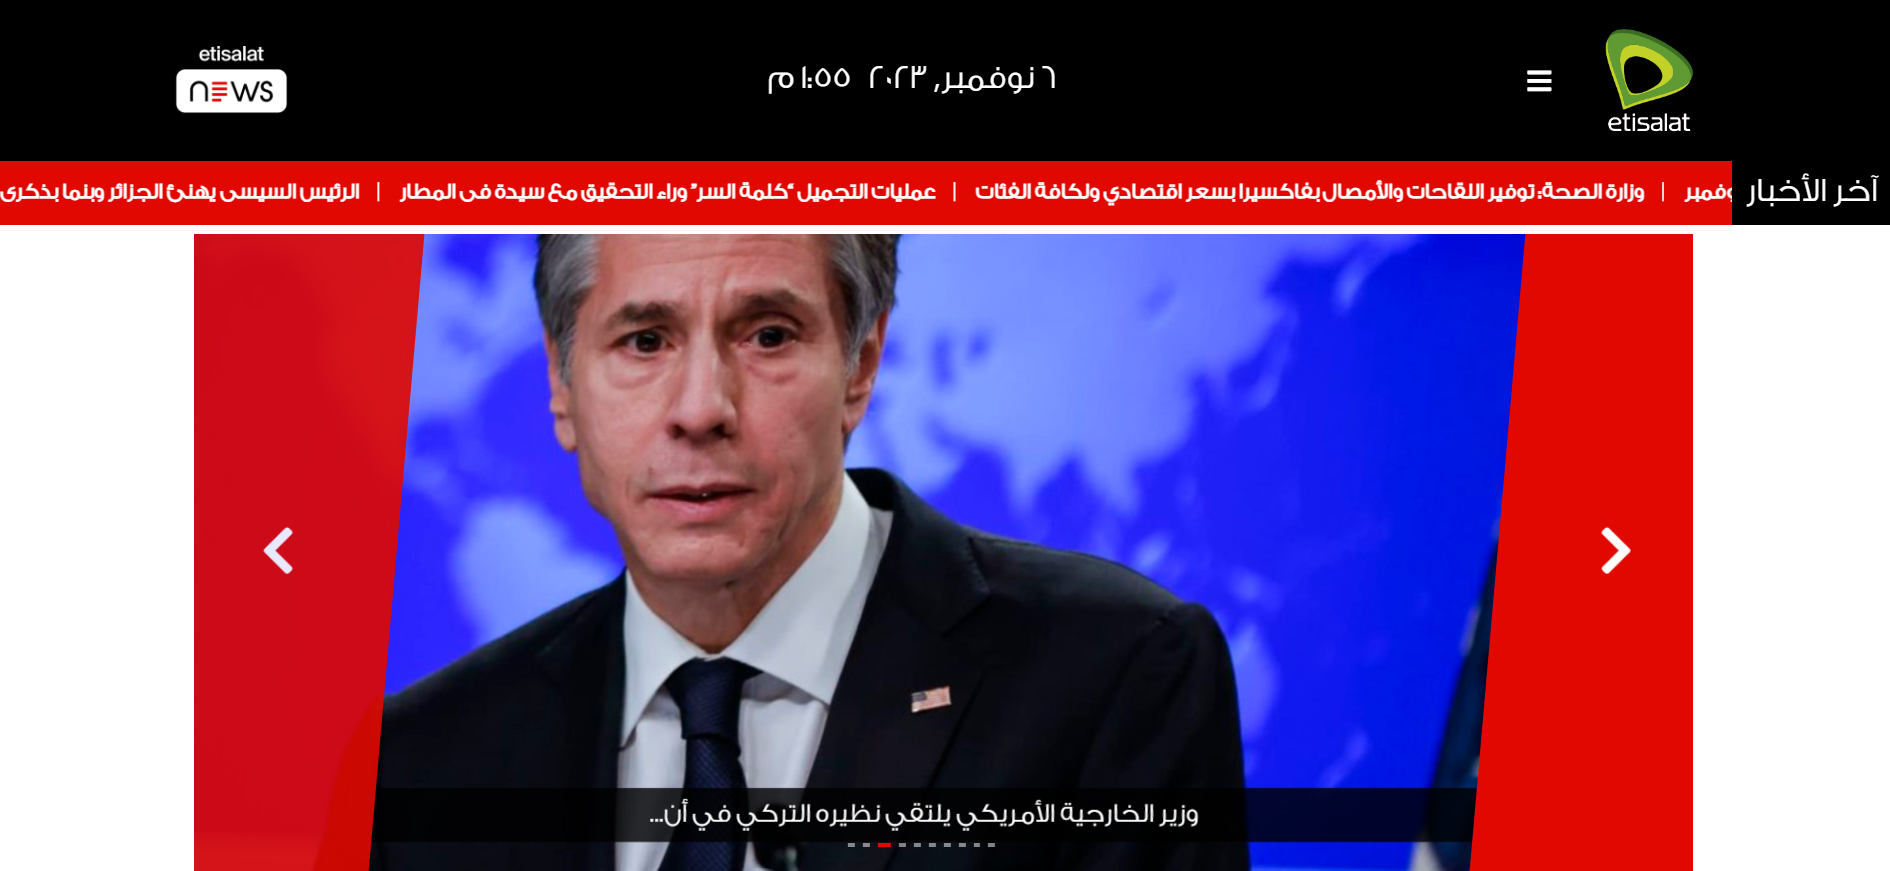 etisalat
٦ نوفمبر, ٢٠٢٣ ١:٥٥ م
etisalat
news
آخر الأخبار
وفمبر | وزارة الصحة: توفير اللقاحات والأمصال بفاكسيرا بسعر اقتصادي ولكافة الفئات | عمليات التجميل “كلمة السر” وراء التحقيق مع سيدة فى المطار | الرئيس السيسى يهنئ الجزائر وبنما بذكرى
وزير الخارجية الأمريكي يلتقي نظيره التركي في أن...